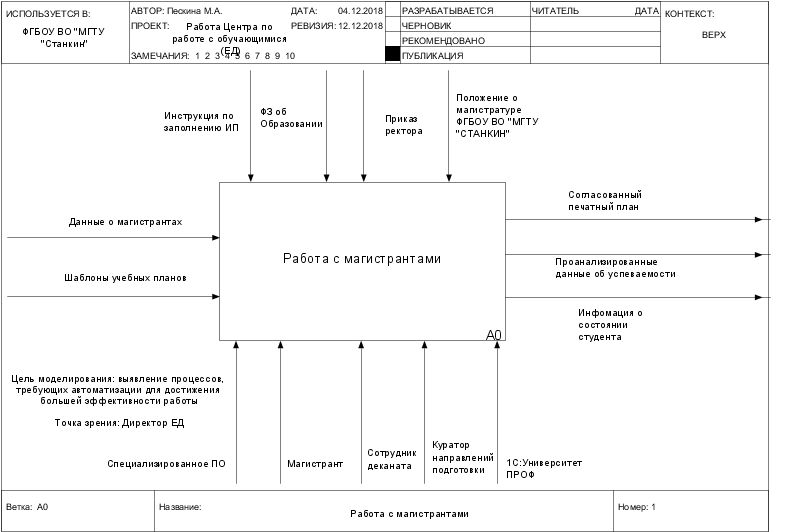 ИСПОЛЬЗУЕТСЯ В:
ФГБОУ ВО "МГТУ
"Станкин"
АВТОР: Пескина М.А.
ДАТА: 04.12.2018
ПРОЕКТ: Работа Центра по
работе с обучающимися
(ЕД)
РЕВИЗИЯ: 12.12.2018
ЗАМЕЧАНИЯ: 1 2 3 4 5 6 7 8 9 10
РАЗРАБАТЫВАЕТСЯ
ЧЕРНОВИК
РЕКОМЕНДОВАНО
ПУБЛИКАЦИЯ
ЧИТАТЕЛЬ
ДАТА
КОНТЕКСТ:
ВЕРХ
Инструкция по
заполнению ИП
ФЗ об
Образовании
Приказ
ректора
Положение о
магистратуре
ФГБОУ ВО "МГТУ
"СТАНКИН"
Данные о магистрантах
Шаблоны учебных планов
Работа с магистрантами
A0
Согласованный
печатный план
Проанализированные
данные об успеваемости
Инфомация о
состоянии
студента
Цель моделирования: выявление процессов,
требующих автоматизации для достижения
большей эффективности работы
Точка зрения: Директор ЕД
Специализированное ПО
Магистрант
Сотрудник
деканата
Куратор
направлений
подготовки
1С:Университет
ПРОФ
Ветка: A0
Название:
Работа с магистрантами
Номер: 1